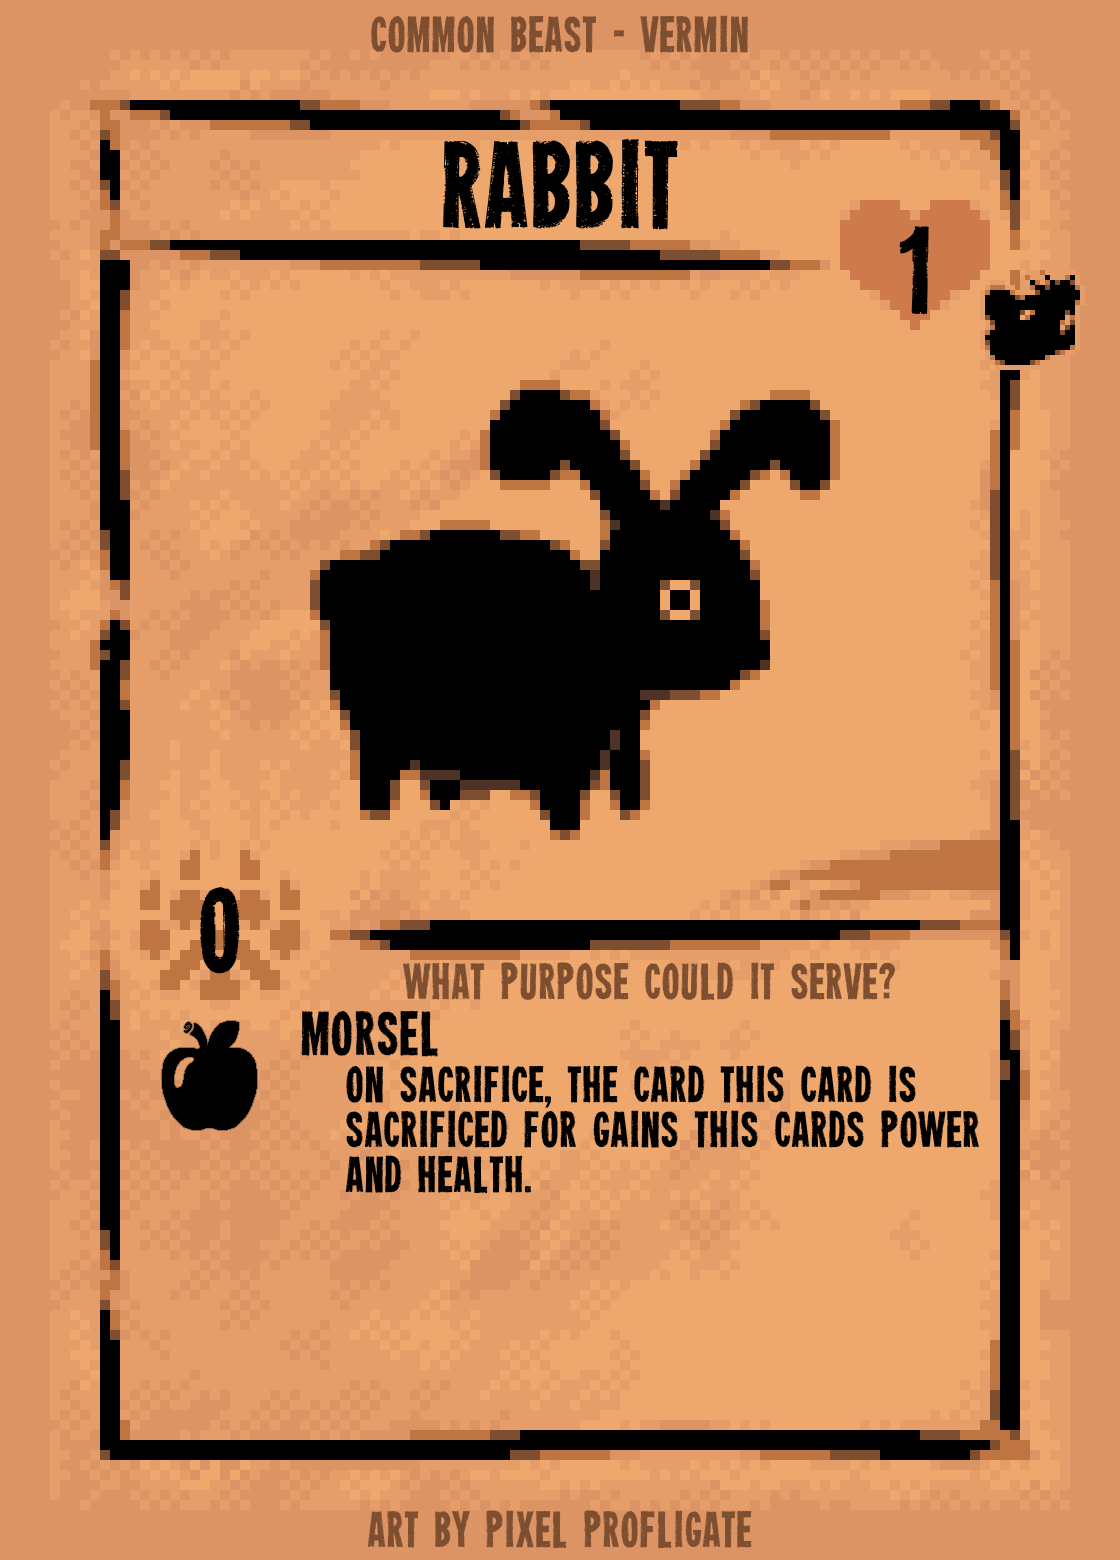 COMMON BEAST - VERMIN
RABBIT
1
0
WHAT PURPOSE COULD IT SERVE?
MORSEL
ON SACRIFICE, THE CARD THIS CARD IS
SACRIFICED FOR GAINS THIS CARDS POWER
AND HEALTH.
ART BY PIXEL PROFLIGATE